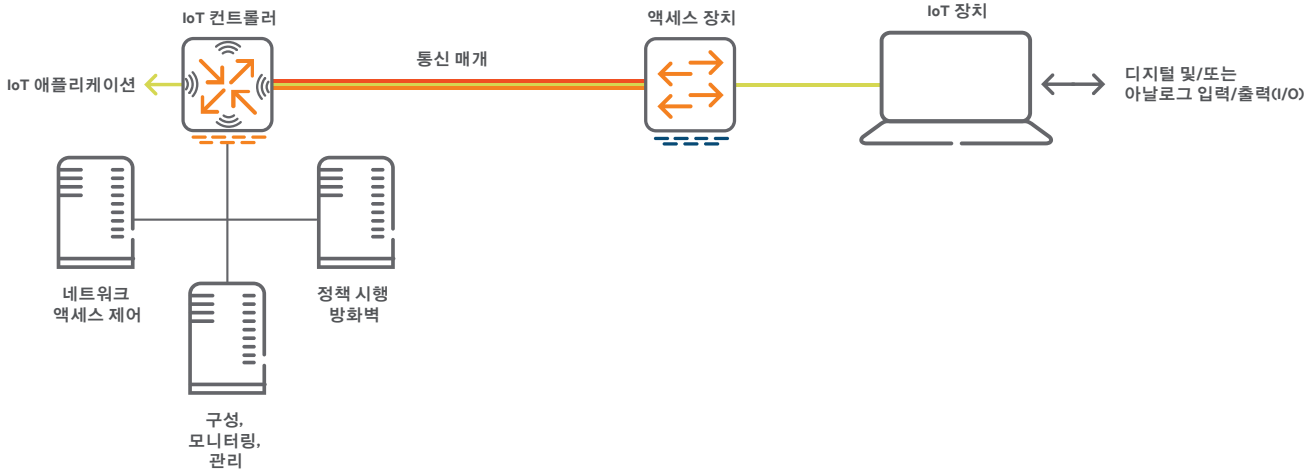 IoT 컨트롤러
액세스 장치
IoT 장치
통신 매개
IoT 애플리케이션
디지털 및/또는
아날로그 입력/출력(I/O)
네트워크
액세스 제어
정책 시행
방화벽
구성,
모니터링,
관리